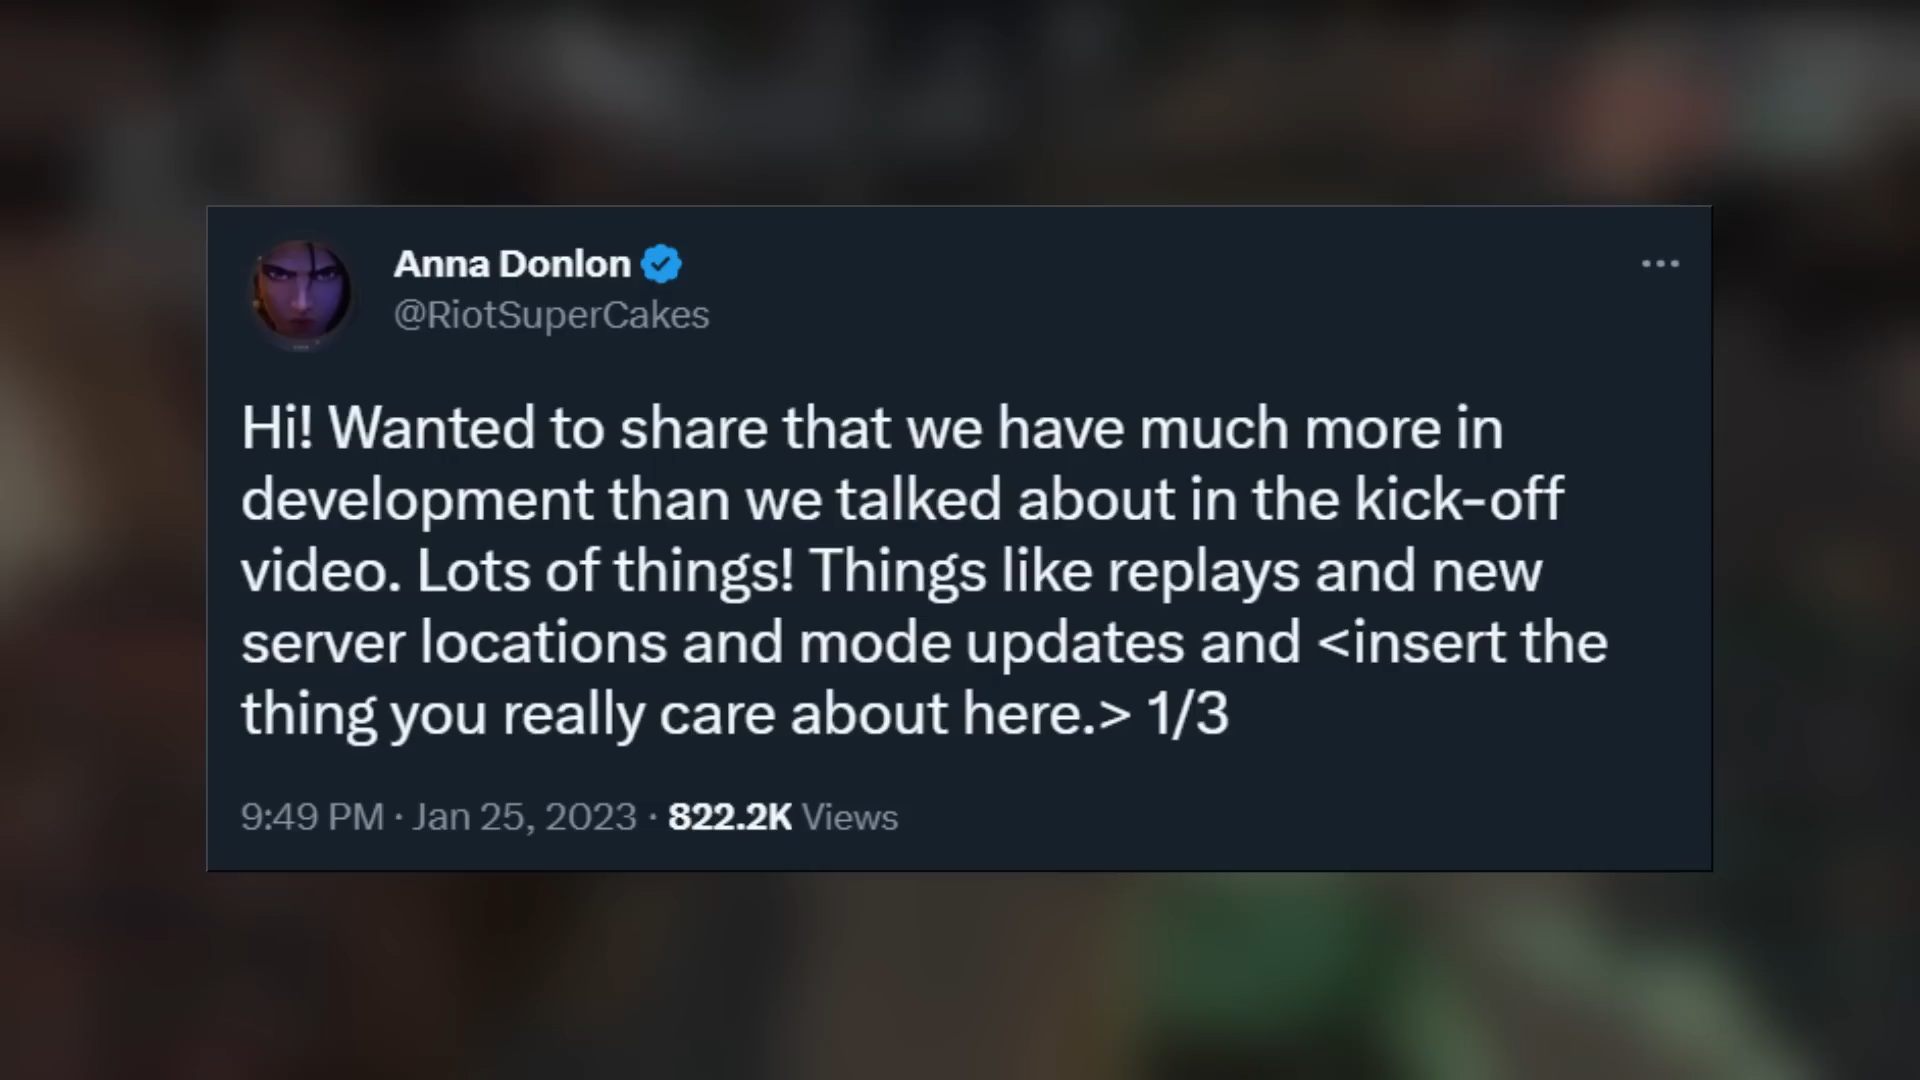 Anna Donlon
@RiotSuperCakes
Hi! Wanted to share that we have much more in
development than we talked about in the kick-off
video. Lots of things! Things like replays and new
server locations and mode updates and <insert the
thing you really care about here.> 1/3
9:49 PM · Jan 25, 2023 · 822.2K Views